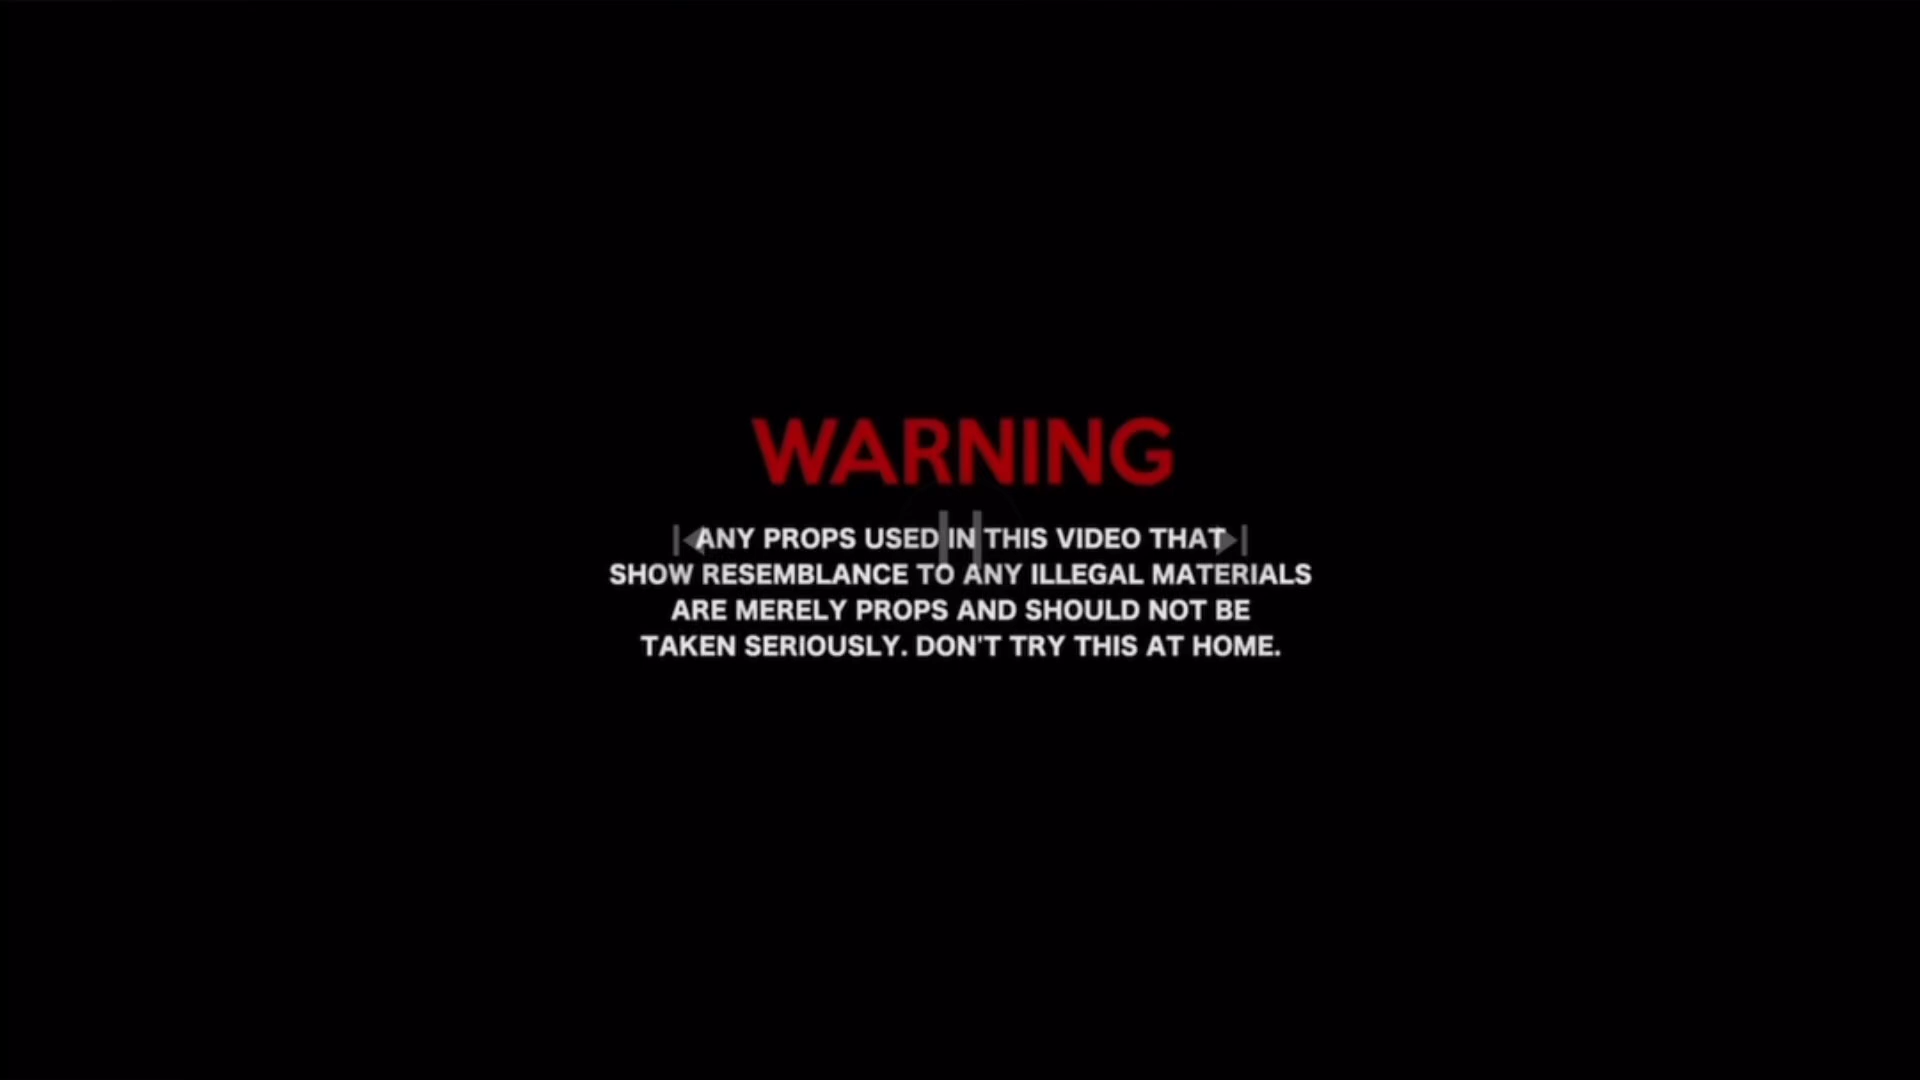 WARNING
ANY PROPS USED IN THIS VIDEO THAT
SHOW RESEMBLANCE TO ANY ILLEGAL MATERIALS
ARE MERELY PROPS AND SHOULD NOT BE
TAKEN SERIOUSLY. DON'T TRY THIS AT HOME.